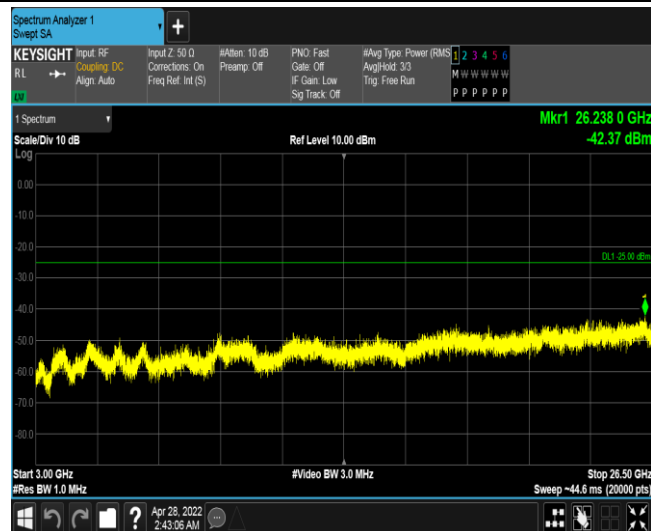 Spectrum Analyzer 1
Swept SA
KEYSIGHT
RL
Input: RF
Coupling: DC
Align: Auto
Input Z: 50 Ω
Corrections: On
Freq Ref: Int (S)
#Atten: 10 dB
Preamp: Off
PNO: Fast
Gate: Off
IF Gain: Low
Sig Track: Off
#Avg Type: Power (RMS
Avg|Hold: 3/3
Trig: Free Run
1 2 3 4 5 6
M W W W W W
P P P P P P
1 Spectrum
Scale/Div 10 dB
Ref Level 10.00 dBm
Mkr1 26.238 0 GHz
-42.37 dBm
Log
0.00
-10.0
-20.0
DL1 -25.00 dBm
-30.0
-40.0
-50.0
-60.0
-70.0
-80.0
Start 3.00 GHz
#Video BW 3.0 MHz
Stop 26.50 GHz
#Res BW 1.0 MHz
Sweep ~44.6 ms (20000 pts)
Apr 28, 2022
2:43:06 AM